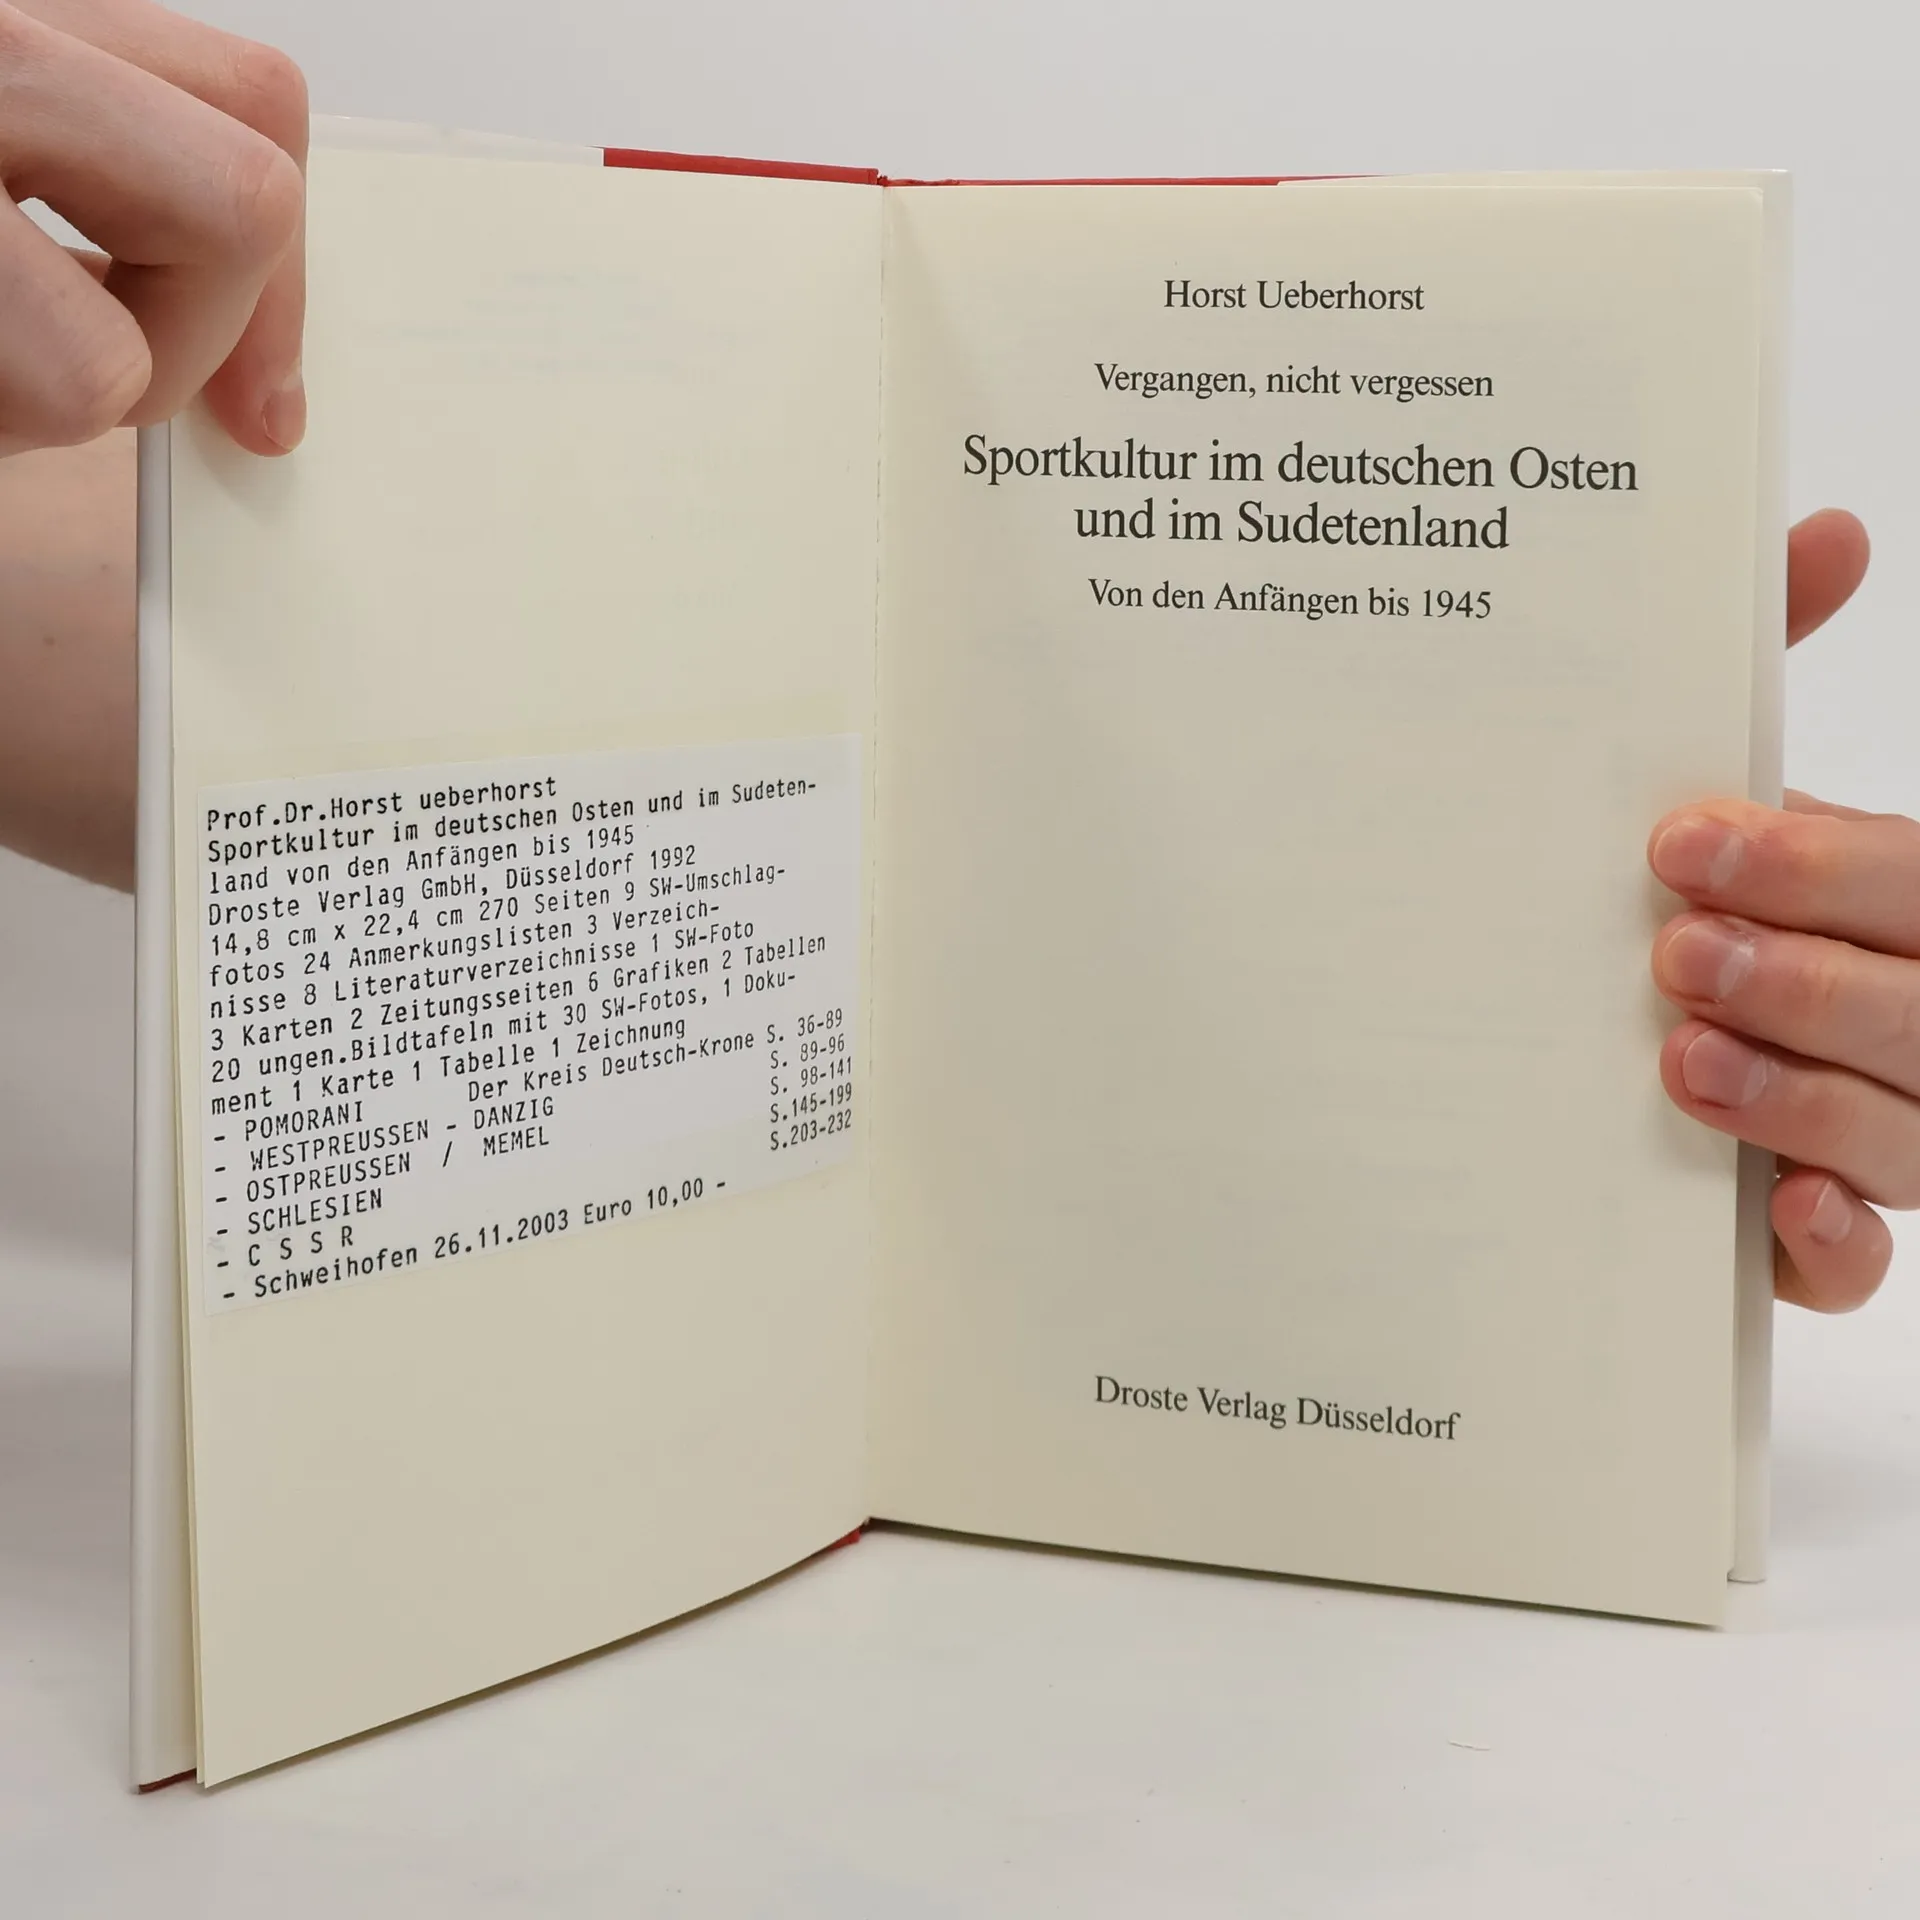 Prof.Dr.Horst ueberhorst
Sportkultur im deutschen Osten und im Sudeten-
land von den Anfängen bis 1945
Droste Verlag GmbH, Düsseldorf 1992
14,8 cm x 22,4 cm 270 Seiten 9 SW-Umschlag-
fotos 24 Anmerkungslisten 3 Verzeich-
nisse 8 Literaturverzeichnisse 1 SW-Foto
3 Karten 2 Zeitungsseiten 6 Grafiken 2 Tabellen
20 ungen.Bildtafeln mit 30 SW-Fotos, 1 Doku-
ment 1 Karte 1 Tabelle 1 Zeichnung
- POMORANI Der Kreis Deutsch-Krone S. 36-89
- WESTPREUSSEN - DANZIG S. 89-96
- OSTPREUSSEN / MEMEL S. 98-141
- SCHLESIEN S.145-199
- C S S R S.203-232
- Schweihofen 26.11.2003 Euro 10,00 -
Horst Ueberhorst
Vergangen, nicht vergessen
Sportkultur im deutschen Osten
und im Sudetenland
Von den Anfängen bis 1945
Droste Verlag Düsseldorf